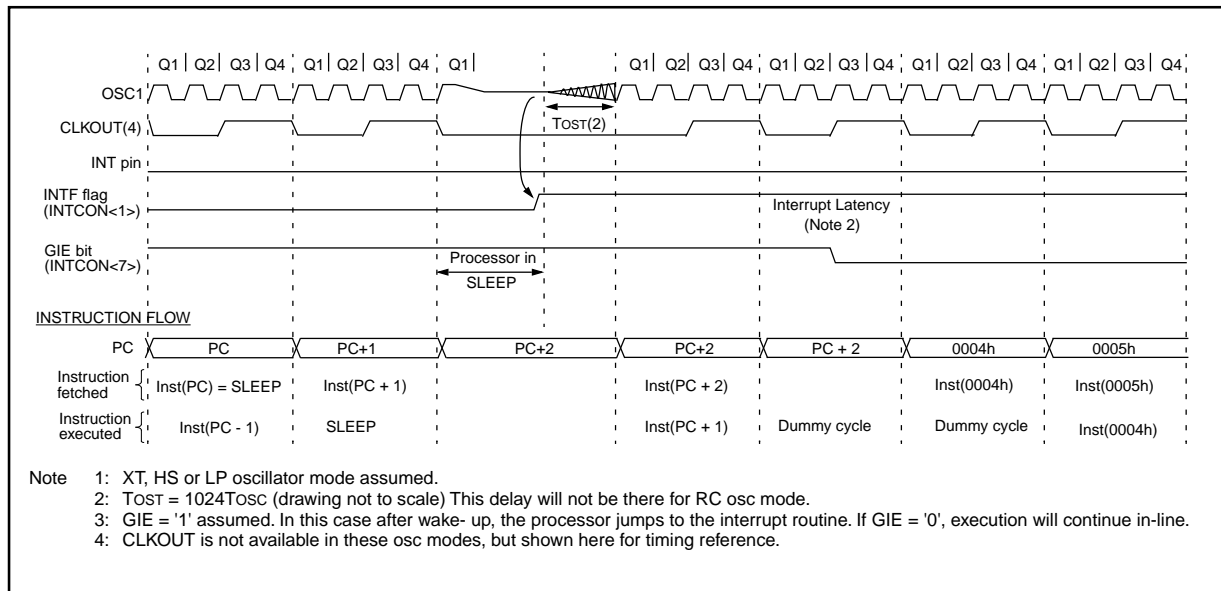 Q1 Q2 Q3 Q4 Q1 Q2 Q3 Q4 Q1 Q1 Q2 Q3 Q4 Q1 Q2 Q3 Q4 Q1 Q2 Q3 Q4 Q1 Q2 Q3 Q4
OSC1
TOST(2)
CLKOUT(4)
INT pin
INTF flag
(INTCON<1>)
Interrupt Latency
(Note 2)
GIE bit
(INTCON<7>)
Processor in
SLEEP
INSTRUCTION FLOW
PC PC PC+1 PC+2 PC+2 PC + 2 0004h 0005h
Instruction
fetched
Inst(PC) = SLEEP Inst(PC + 1) Inst(PC + 2) Inst(0004h) Inst(0005h)
Instruction
executed
Inst(PC - 1) SLEEP Inst(PC + 1) Dummy cycle Dummy cycle Inst(0004h)
Note 1: XT, HS or LP oscillator mode assumed.
2: TOST = 1024TOSC (drawing not to scale) This delay will not be there for RC osc mode.
3: GIE = '1' assumed. In this case after wake- up, the processor jumps to the interrupt routine. If GIE = '0', execution will continue in-line.
4: CLKOUT is not available in these osc modes, but shown here for timing reference.